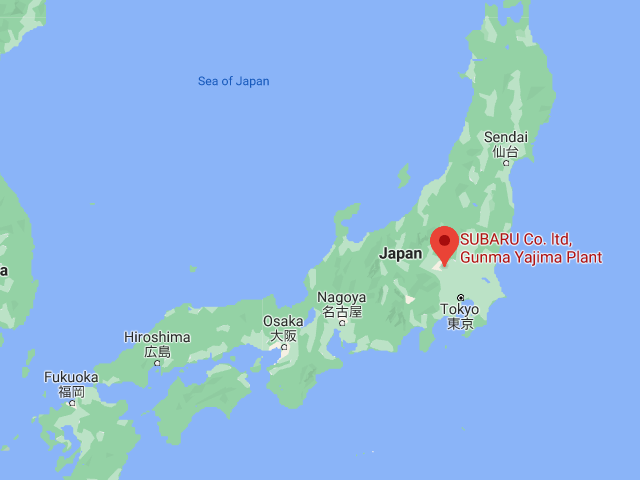 Sea of Japan
Sendai
仙台
SUBARU Co. ltd,
Gunma Yajima Plant
Japan
a
Nagoya
名古屋
Tokyo
東京
Osaka
大阪
Hiroshima
広島
Fukuoka
福岡